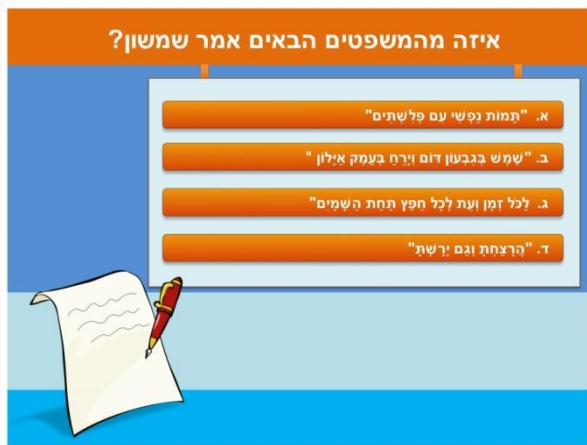 איזה מהמשפטים הבאים אמר שמשון?
א. "תָּמוֹת נַפְשִׁי עִם פְּלִשְׁתִּים"
ב. "שֶׁמֶשׁ בְּגִבְעוֹן דּוֹם וְיָרֵחַ בְּעֵמֶק אַיָּלוֹן "
ג. לַכֹּל זְמָן וְעֵת לְכָל חֵפֶץ תַּחַת הַשָּׁמָיִם"
ד. "הֲרָצַחְתָּ וְגַם יָרָשְׁתָּ"